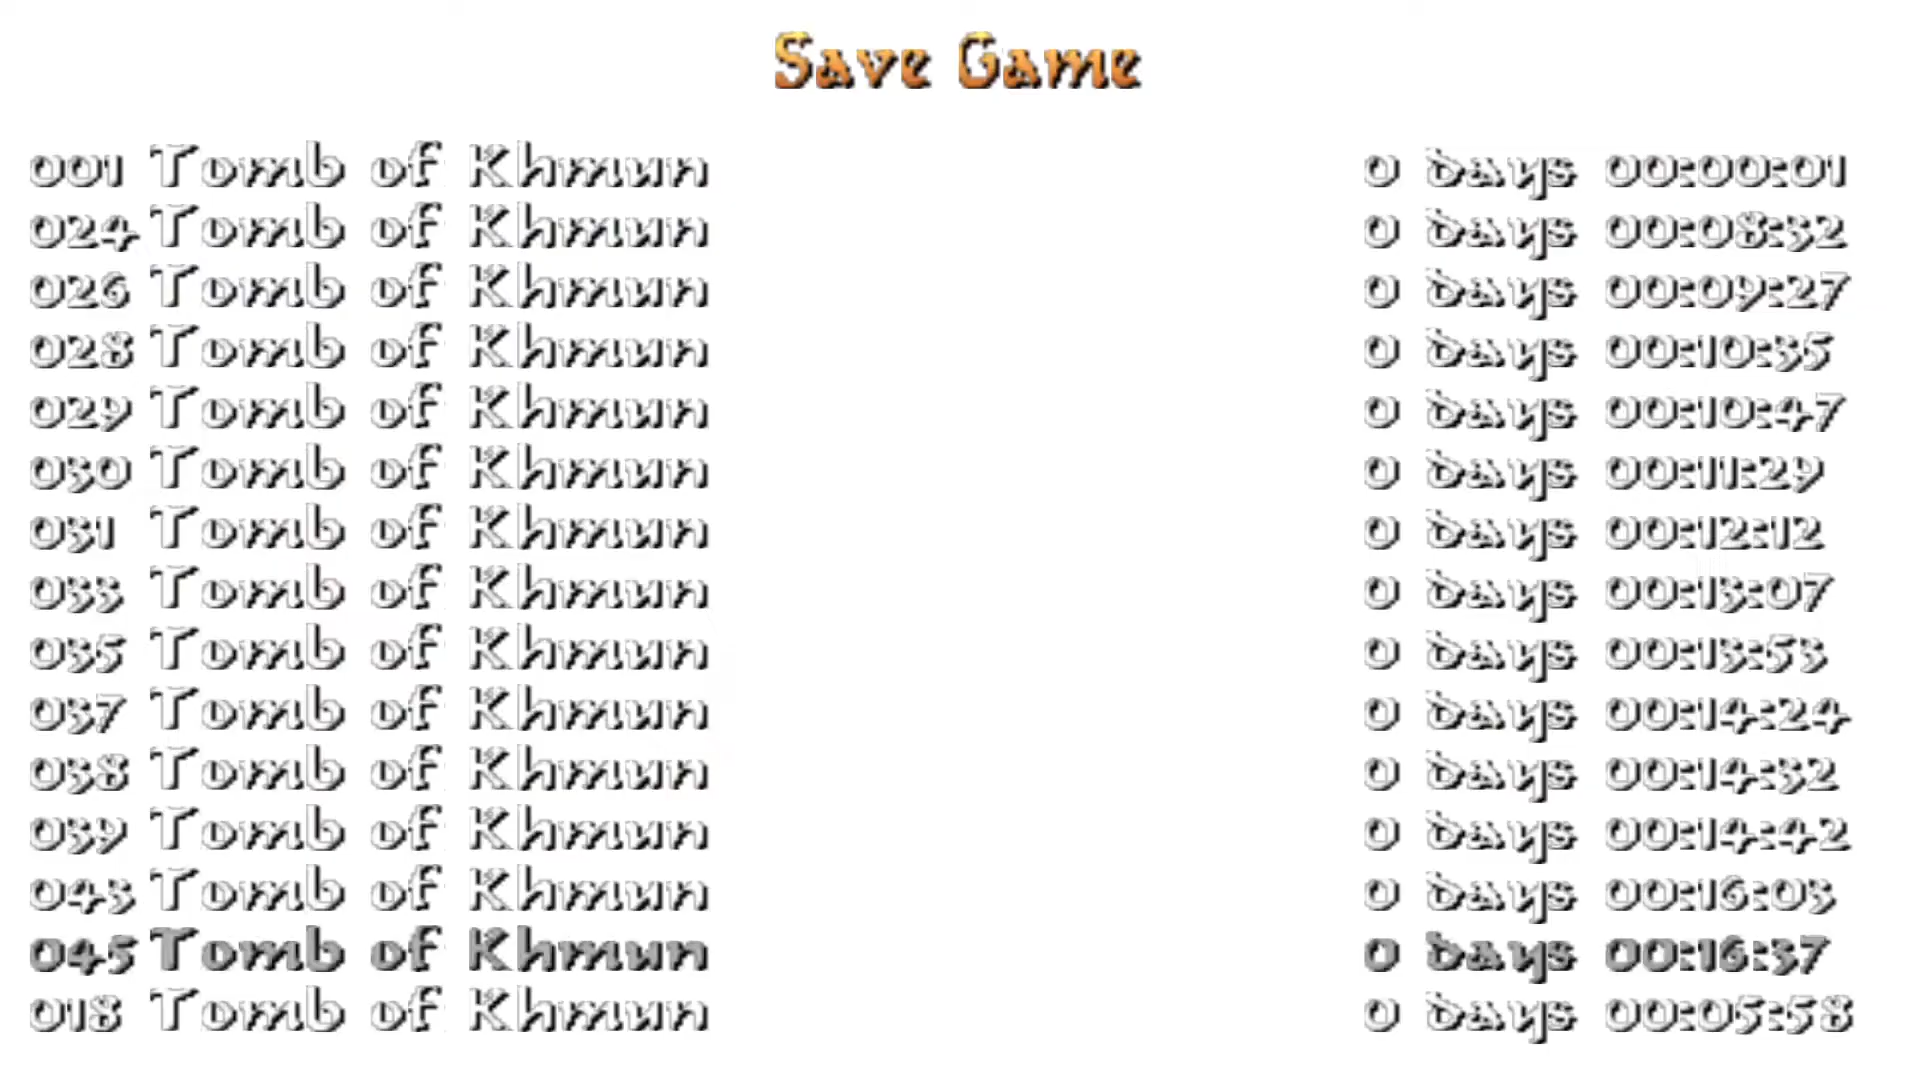 Save Game
001 Tomb of Khmun 0 days 00:00:01
024 Tomb of Khmun 0 days 00:08:32
026 Tomb of Khmun 0 days 00:09:27
028 Tomb of Khmun 0 days 00:10:35
029 Tomb of Khmun 0 days 00:10:47
030 Tomb of Khmun 0 days 00:11:29
031 Tomb of Khmun 0 days 00:12:12
033 Tomb of Khmun 0 days 00:13:07
035 Tomb of Khmun 0 days 00:13:53
037 Tomb of Khmun 0 days 00:14:24
038 Tomb of Khmun 0 days 00:14:32
039 Tomb of Khmun 0 days 00:14:42
043 Tomb of Khmun 0 days 00:16:03
045 Tomb of Khmun 0 days 00:16:37
018 Tomb of Khmun 0 days 00:05:58